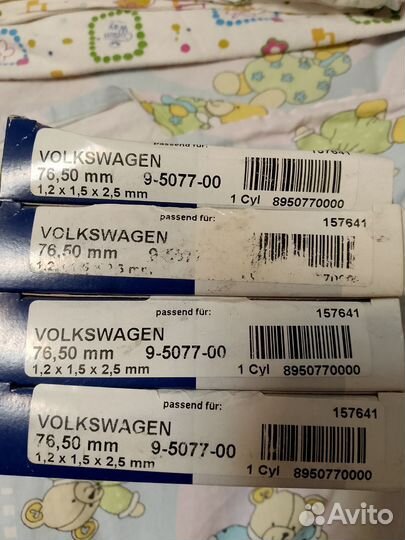 157641
VOLKSWAGEN
76,50 mm 9-5077-00
1,2 x 1,5 x 2,5 mm
1 Cyl 8950770000
passend für: 157641
VOLKSWAGEN
76,50 mm
passend für: 157641
VOLKSWAGEN
76,50 mm 9-5077-00
1,2 x 1,5 x 2,5 mm
1 Cyl 8950770000
passend für: 157641
VOLKSWAGEN
76,50 mm 9-5077-00
1,2 x 1,5 x 2,5 mm
1 Cyl 8950770000
Avito